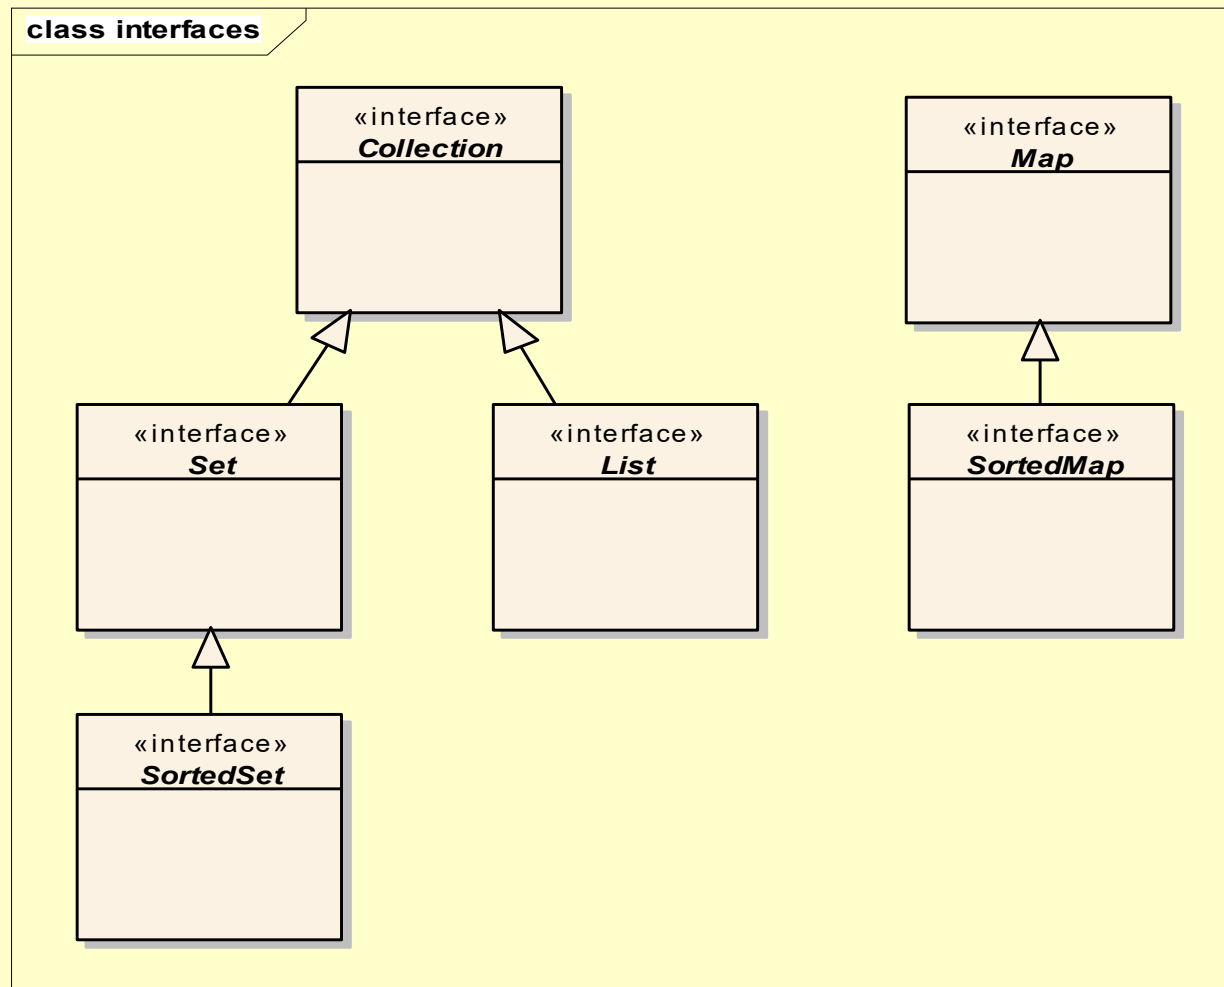 class interfaces
«interface»
Collection
«interface»
Map
«interface»
Set
«interface»
List
«interface»
SortedMap
«interface»
SortedSet